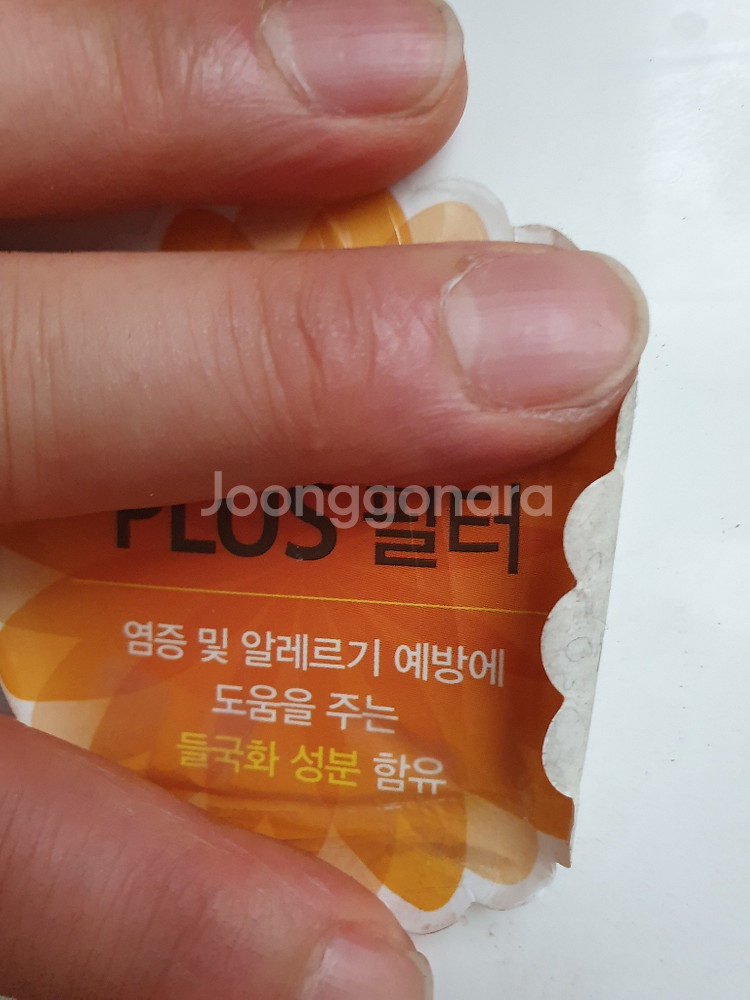 Joonggonara
PLUS 필터
염증 및 알레르기 예방에
도움을 주는
들국화 성분 함유